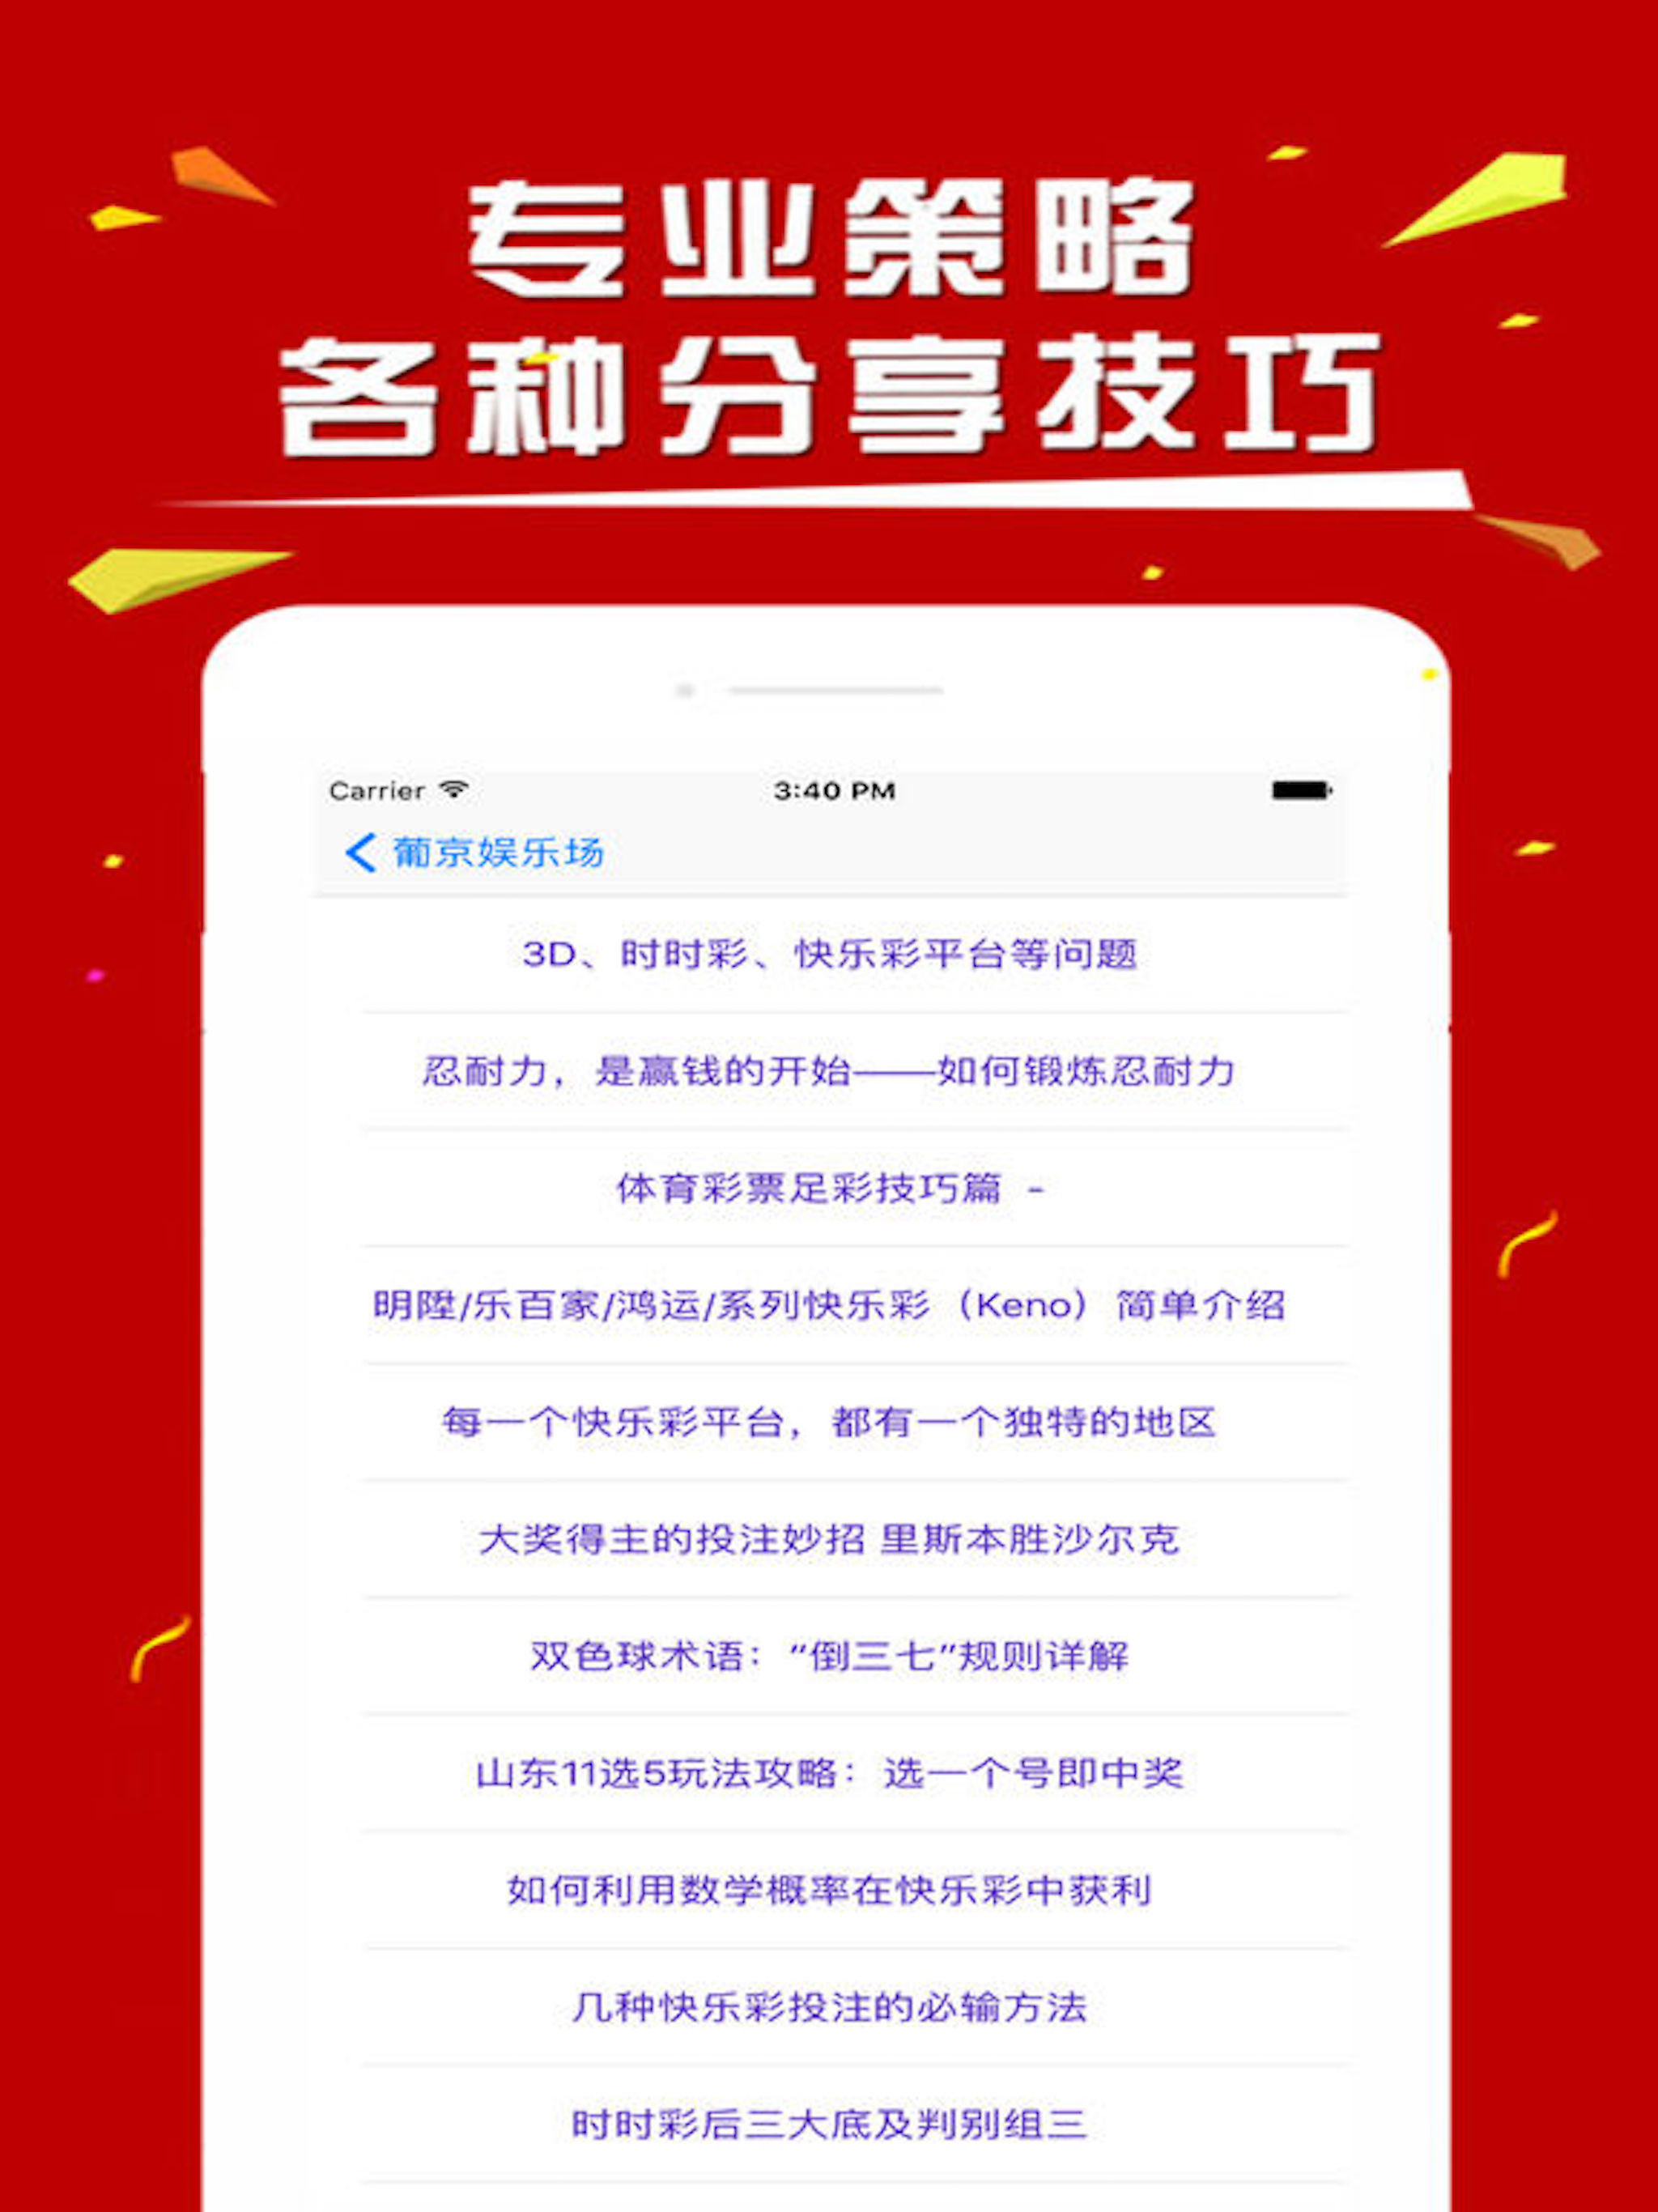 专业策略
各种分享技巧
Carrier 3:40 PM
葡京娱乐场
3D、时时彩、快乐彩平台等问题
忍耐力，是赢钱的开始——如何锻炼忍耐力
体育彩票足彩技巧篇 -
明陞/乐百家/鸿运/系列快乐彩（Keno）简单介绍
每一个快乐彩平台，都有一个独特的地区
大奖得主的投注妙招 里斯本胜沙尔克
双色球术语：“倒三七”规则详解
山东11选5玩法攻略：选一个号即中奖
如何利用数学概率在快乐彩中获利
几种快乐彩投注的必输方法
时时彩后三大底及判别组三